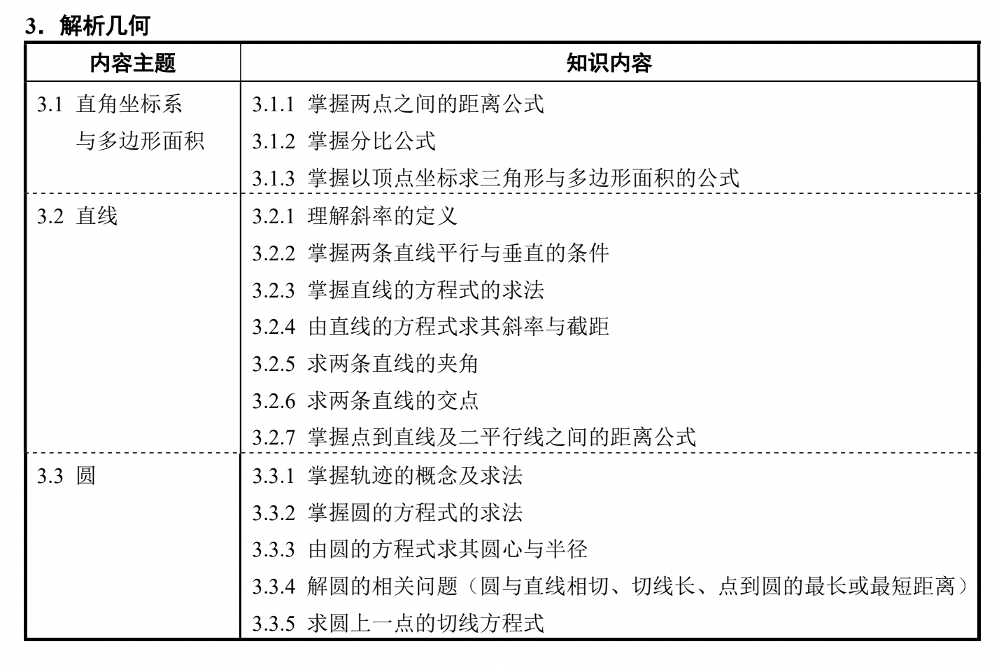 3．解析几何
内容主题 知识内容
3.1 直角坐标系 3.1.1 掌握两点之间的距离公式
与多边形面积 3.1.2 掌握分比公式
3.1.3 掌握以顶点坐标求三角形与多边形面积的公式
3.2 直线 3.2.1 理解斜率的定义
3.2.2 掌握两条直线平行与垂直的条件
3.2.3 掌握直线的方程式的求法
3.2.4 由直线的方程式求其斜率与截距
3.2.5 求两条直线的夹角
3.2.6 求两条直线的交点
3.2.7 掌握点到直线及二平行线之间的距离公式
3.3 圆 3.3.1 掌握轨迹的概念及求法
3.3.2 掌握圆的方程式的求法
3.3.3 由圆的方程式求其圆心与半径
3.3.4 解圆的相关问题（圆与直线相切、切线长、点到圆的最长或最短距离）
3.3.5 求圆上一点的切线方程式